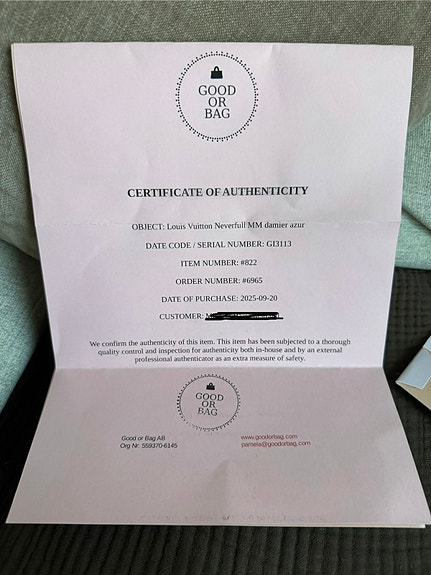 GOOD
OR
BAG
CERTIFICATE OF AUTHENTICITY
OBJECT: Louis Vuitton Neverfull MM damier azur
DATE CODE / SERIAL NUMBER: GI3113
ITEM NUMBER: #822
ORDER NUMBER: #6965
DATE OF PURCHASE: 2025-09-20
CUSTOMER:
We confirm the authenticity of this item. This item has been subjected to a thorough
quality control and inspection for authenticity both in-house and by an external
professional authenticator as an extra measure of safety.
GOOD
OR
BAG
Good or Bag AB
Org Nr: 559370-6145
www.goodorbag.com
pamela@goodorbag.com